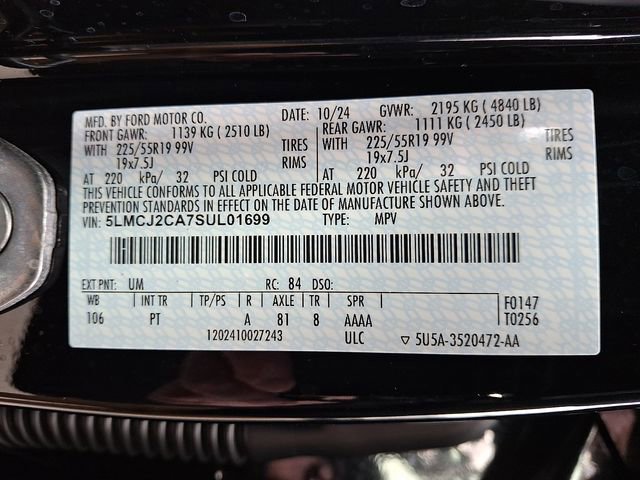 MFD. BY FORD MOTOR CO. DATE: 10/24 GVWR: 2195 KG ( 4840 LB)
FRONT GAWR: 1139 KG ( 2510 LB) REAR GAWR: 1111 KG ( 2450 LB)
WITH 225/55R19 99V TIRES WITH 225/55R19 99V TIRES
19x7.5J RIMS 19x7.5J RIMS
AT 220 kPa/ 32 PSI COLD AT 220 kPa/ 32 PSI COLD
THIS VEHICLE CONFORMS TO ALL APPLICABLE FEDERAL MOTOR VEHICLE SAFETY AND THEFT
PREVENTION STANDARDS IN EFFECT ON THE DATE OF MANUFACTURE SHOWN ABOVE.
VIN: 5LMCJ2CA7SUL01699 TYPE: MPV
EXT PNT: UM RC: 84 DSO:
WB INT TR TP/PS R AXLE TR SPR F0147
106 PT A 81 8 AAAA T0256
1202410027243 ULC ▽ 5U5A-3520472-AA